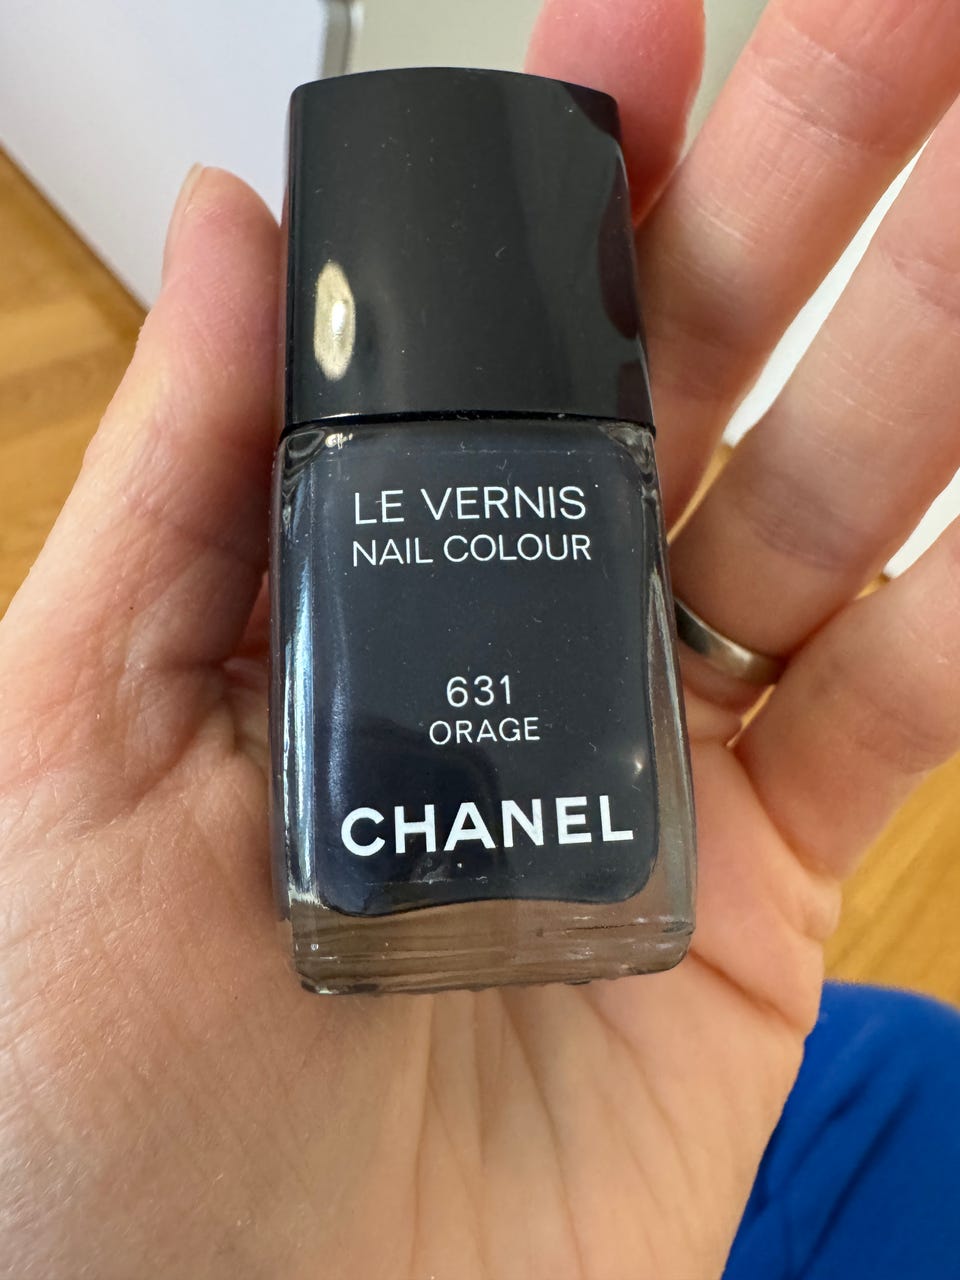 LE VERNIS
NAIL COLOUR
631
ORAGE
CHANEL